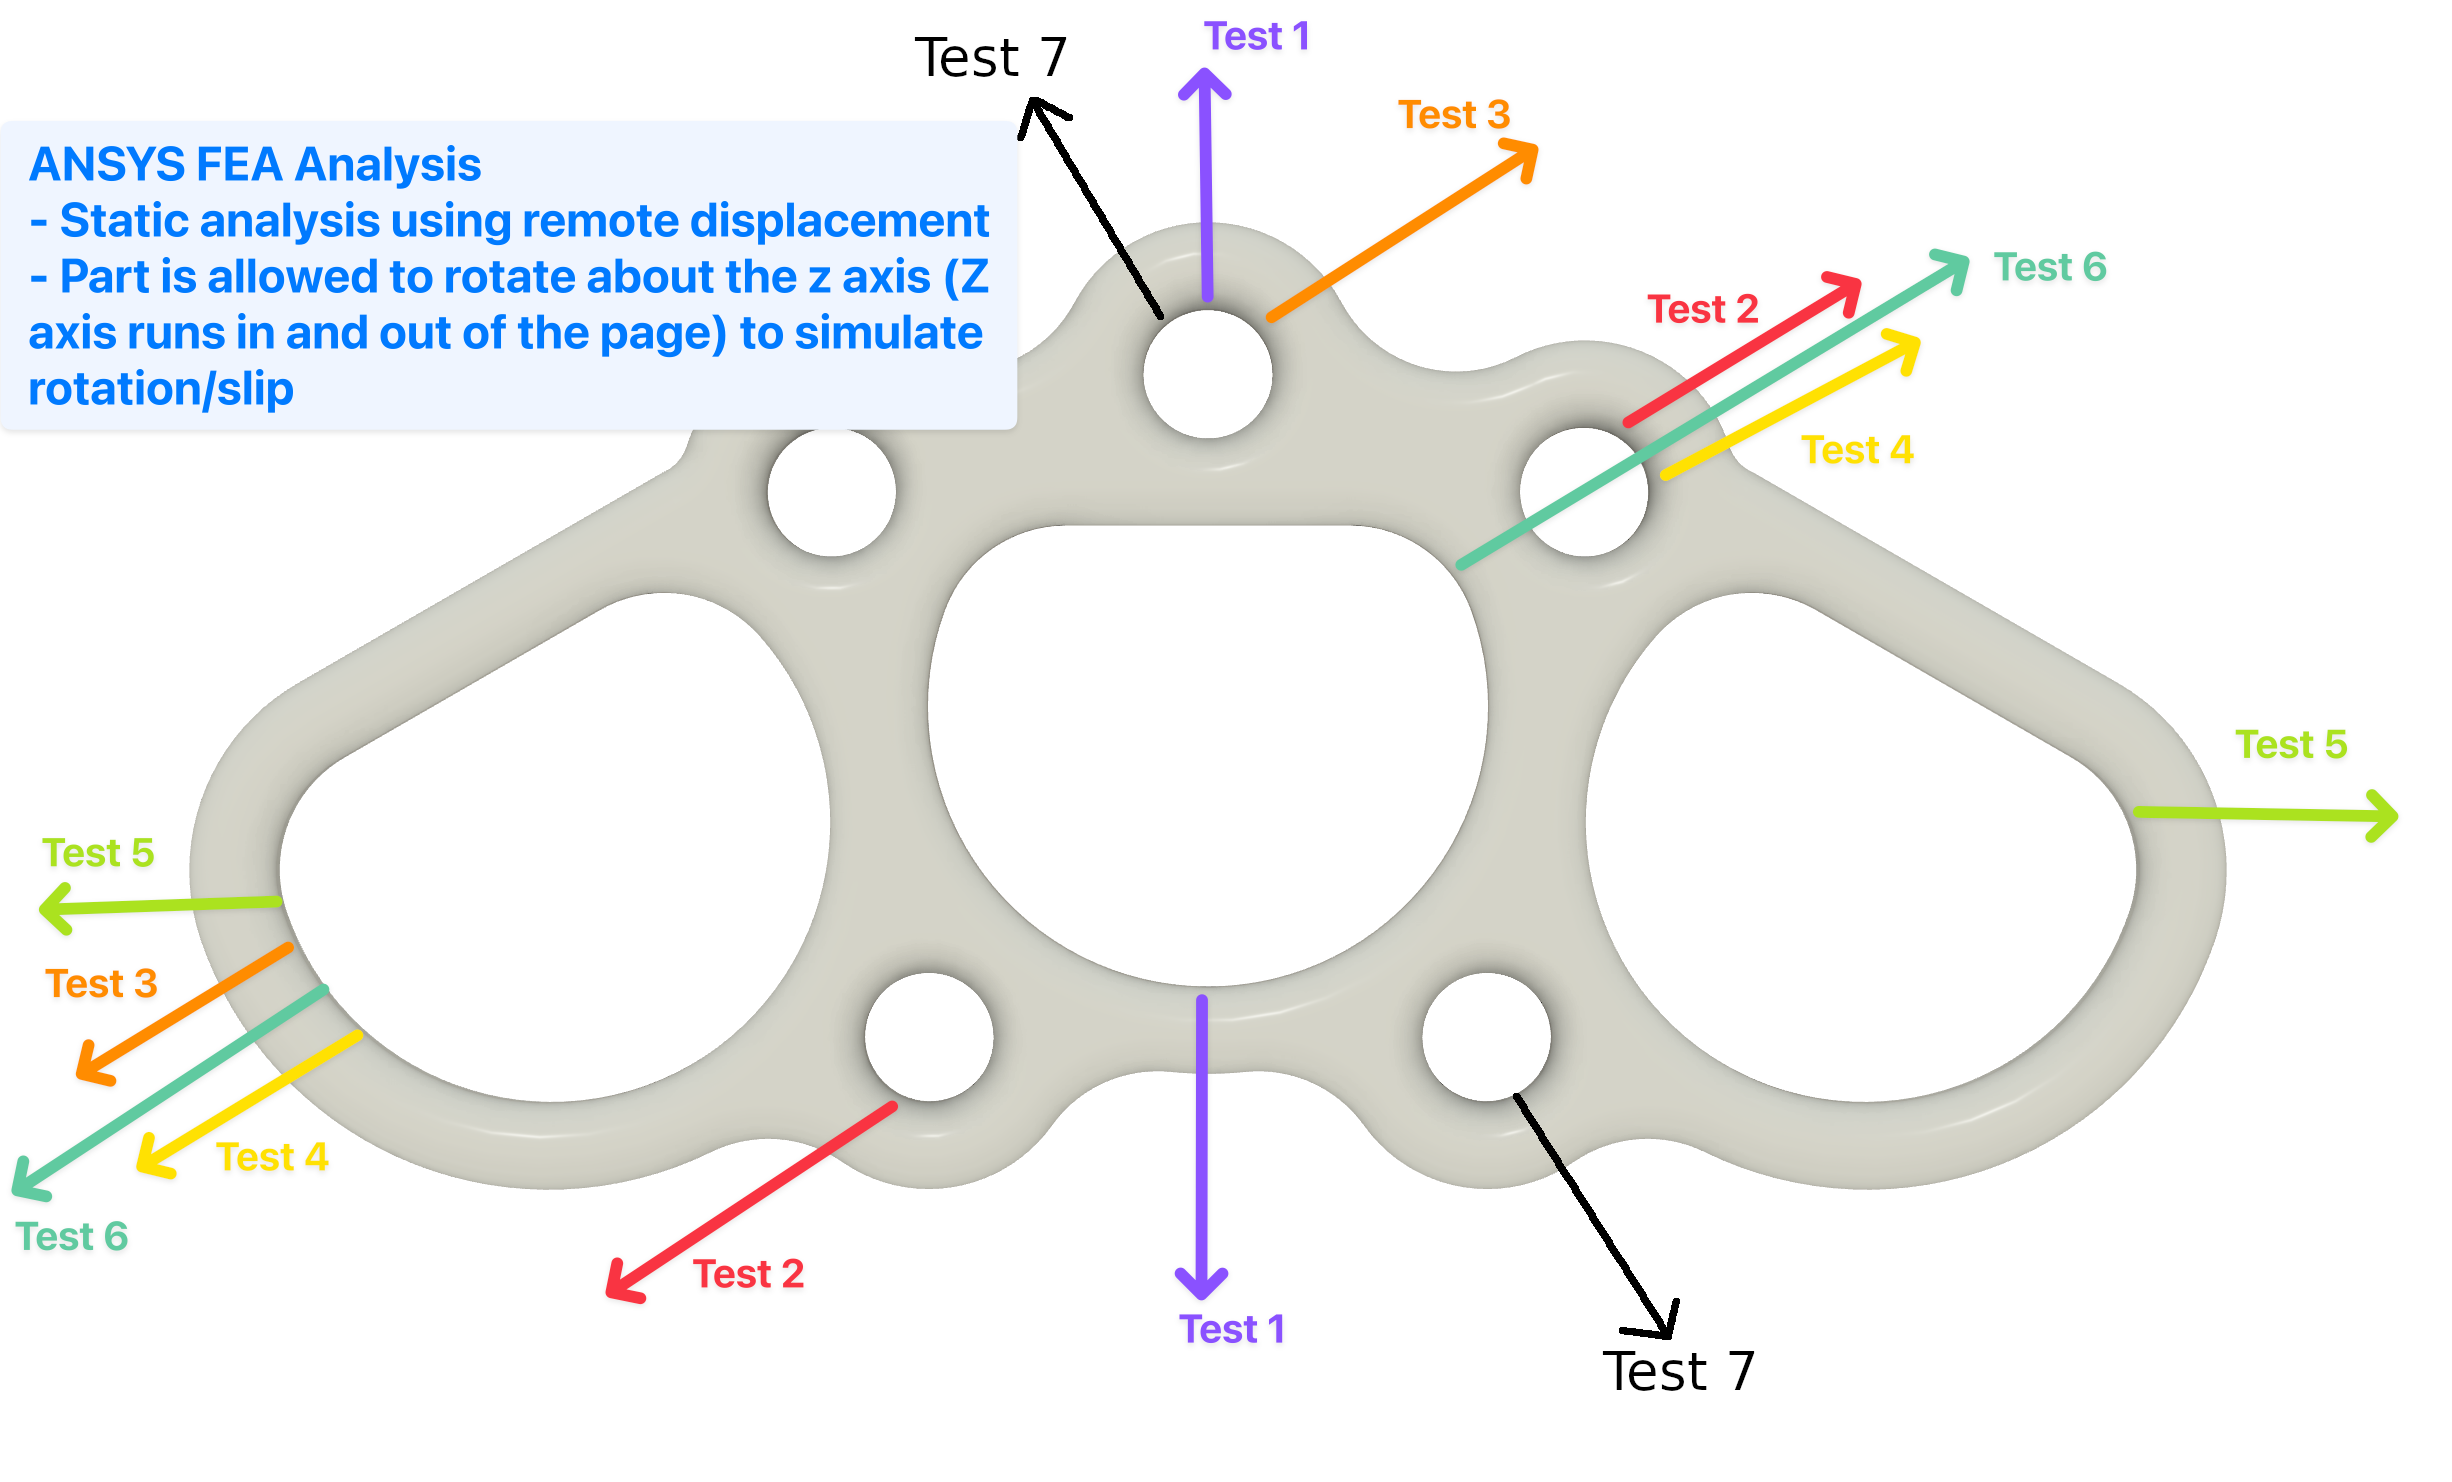 Test 1
Test 7
Test 3
ANSYS FEA Analysis
- Static analysis using remote displacement
- Part is allowed to rotate about the z axis (Z
axis runs in and out of the page) to simulate
rotation/slip
Test 6
Test 2
Test 4
Test 5
Test 5
Test 3
Test 4
Test 6
Test 2
Test 1
Test 7